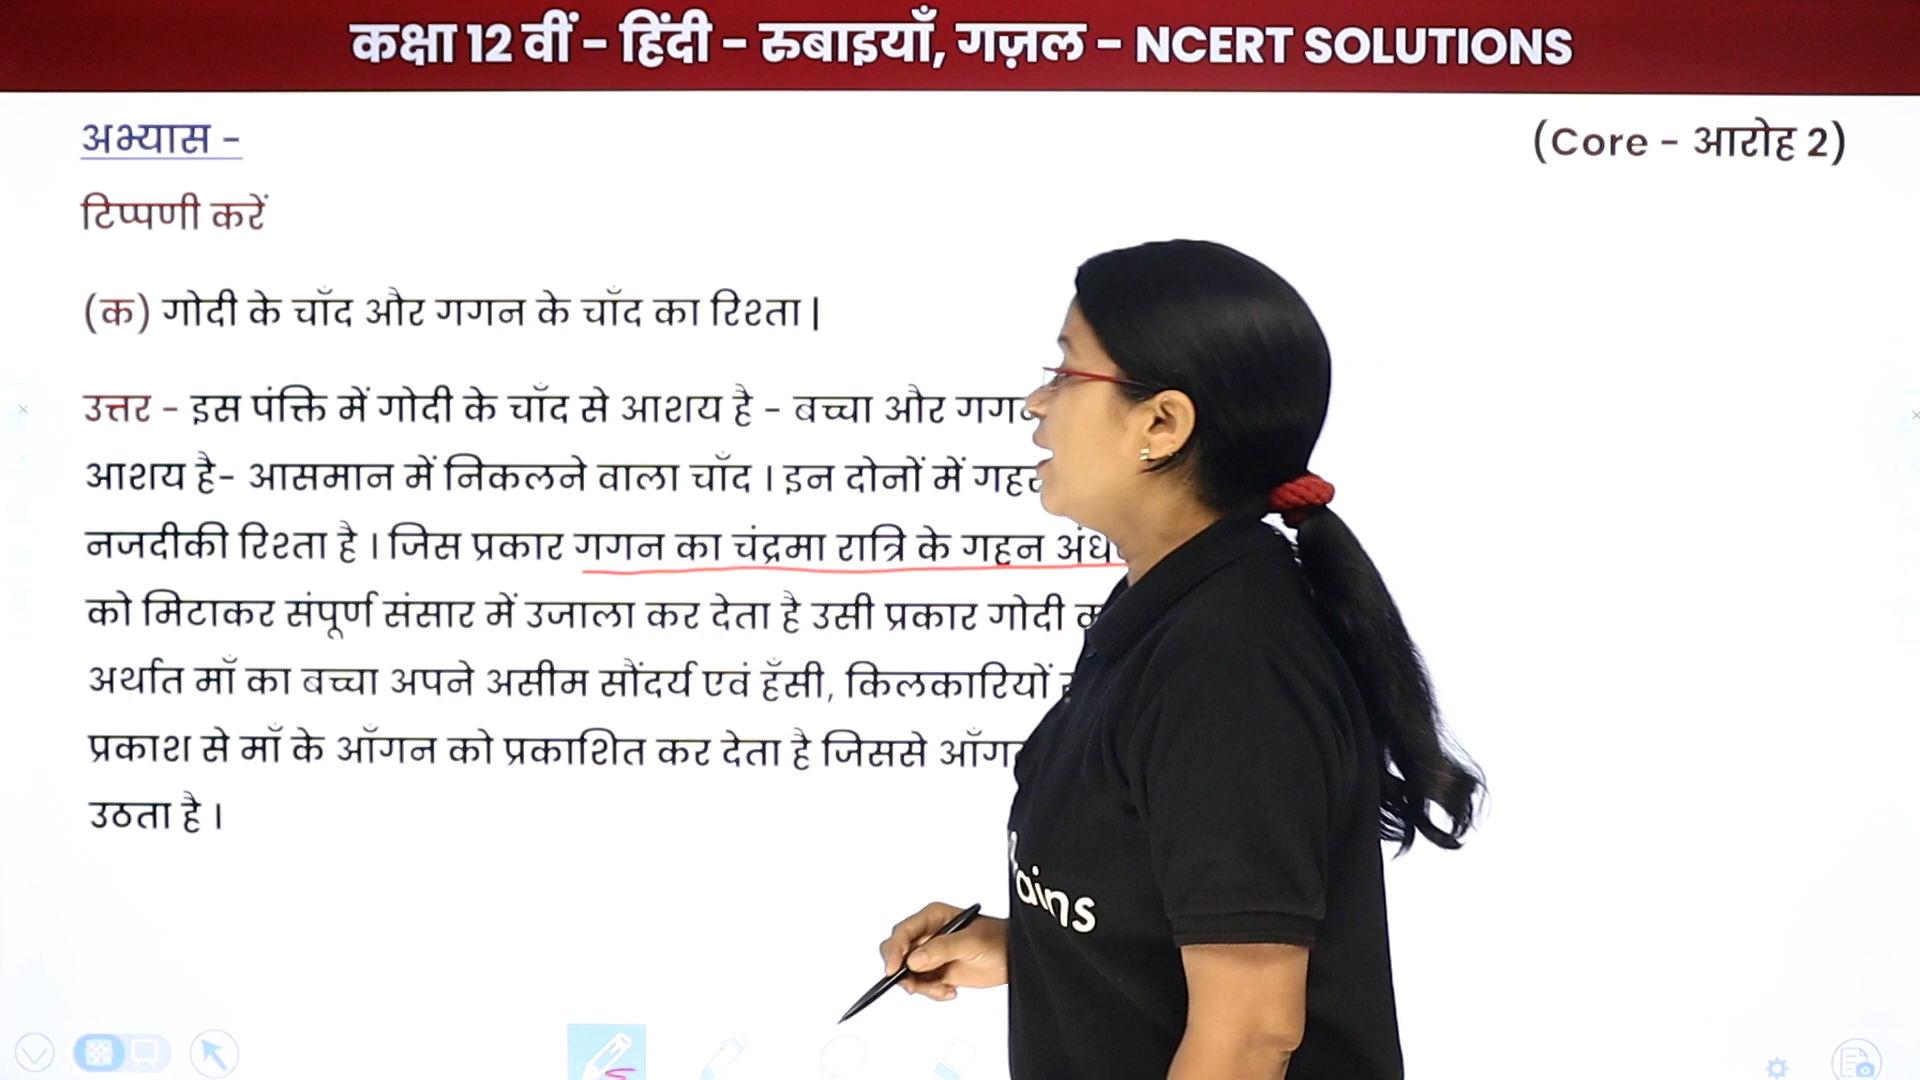 कक्षा 12 वीं - हिंदी - रुबाइयाँ, गज़ल - NCERT SOLUTIONS
अभ्यास -
(Core - आरोह 2)
टिप्पणी करें
(क) गोदी के चाँद और गगन के चाँद का रिश्ता |
उत्तर - इस पंक्ति में गोदी के चाँद से आशय है - बच्चा और
आशय है- आसमान में निकलने वाला चाँद । इन दोनों में
नजदीकी रिश्ता है । जिस प्रकार गगन का चंद्रमा रात्रि के गहन
को मिटाकर संपूर्ण संसार में उजाला कर देता है उसी प्रकार गोदी
अर्थात माँ का बच्चा अपने असीम सौंदर्य एवं हँसी, किलकारियों
प्रकाश से माँ के आँगन को प्रकाशित कर देता है जिससे
उठता है ।